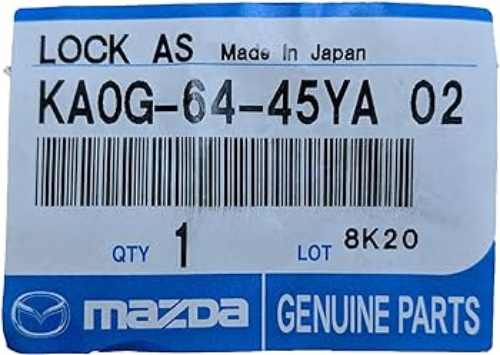 LOCK AS Made In Japan
KA0G-64-45YA 02
QTY 1 LOT 8K20
mazda GENUINE PARTS